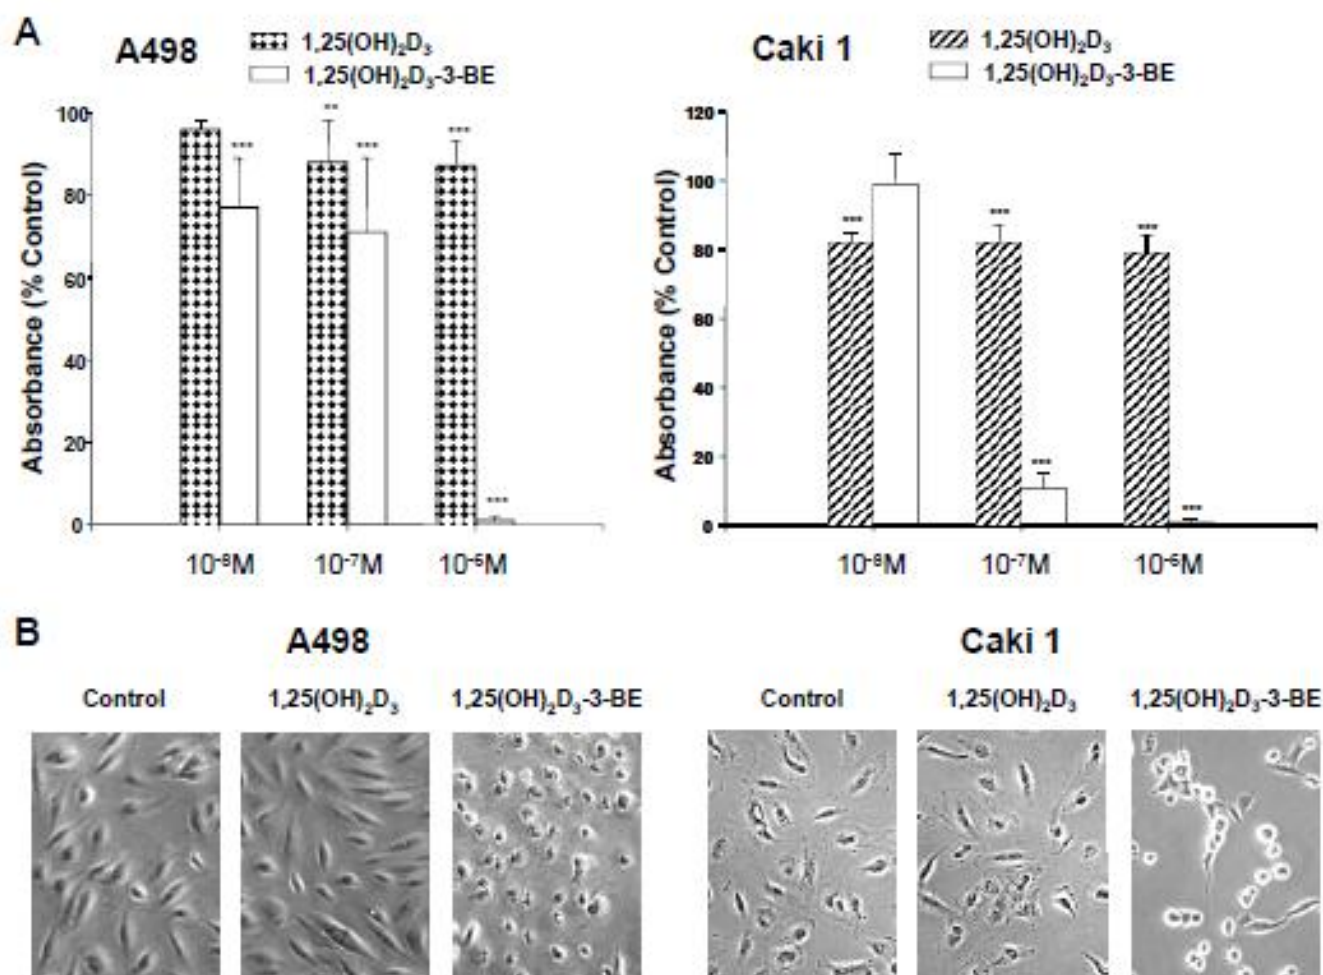 A
A498
1,25(OH)₂D₃
1,25(OH)₂D₃-3-BE
**
***
***
***
***
Absorbance (% Control)
100
80
60
40
20
0
10⁻⁸M
10⁻⁷M
10⁻⁶M
Caki 1
1,25(OH)₂D₃
1,25(OH)₂D₃-3-BE
***
***
***
***
***
Absorbance (% Control)
120
100
80
60
40
20
0
10⁻⁸M
10⁻⁷M
10⁻⁶M
B
A498
Control
1,25(OH)₂D₃
1,25(OH)₂D₃-3-BE
Caki 1
Control
1,25(OH)₂D₃
1,25(OH)₂D₃-3-BE